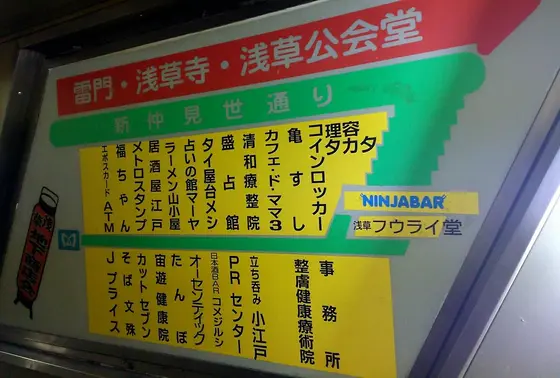 雷門・浅草寺・浅草公会堂
新仲見世通り
理容タカタ
コインロッカー
亀すし
カフェ・ド・ママ3
清和療整院
盛占館
タイ屋台メシ
占いの館マーヤ
ラーメン山小屋
居酒屋江戸
メトロスタンプ
福ちゃん
エポスカード ATM
NINJABAR
浅草フウライ堂
事務所
整膚健康療術院
立ち呑み 小江戸
PRセンター
日本酒BAR コメジルシ
オーセンティック
たんぼ
宙遊健康院
カットセブン
そば 文殊
Jプライス